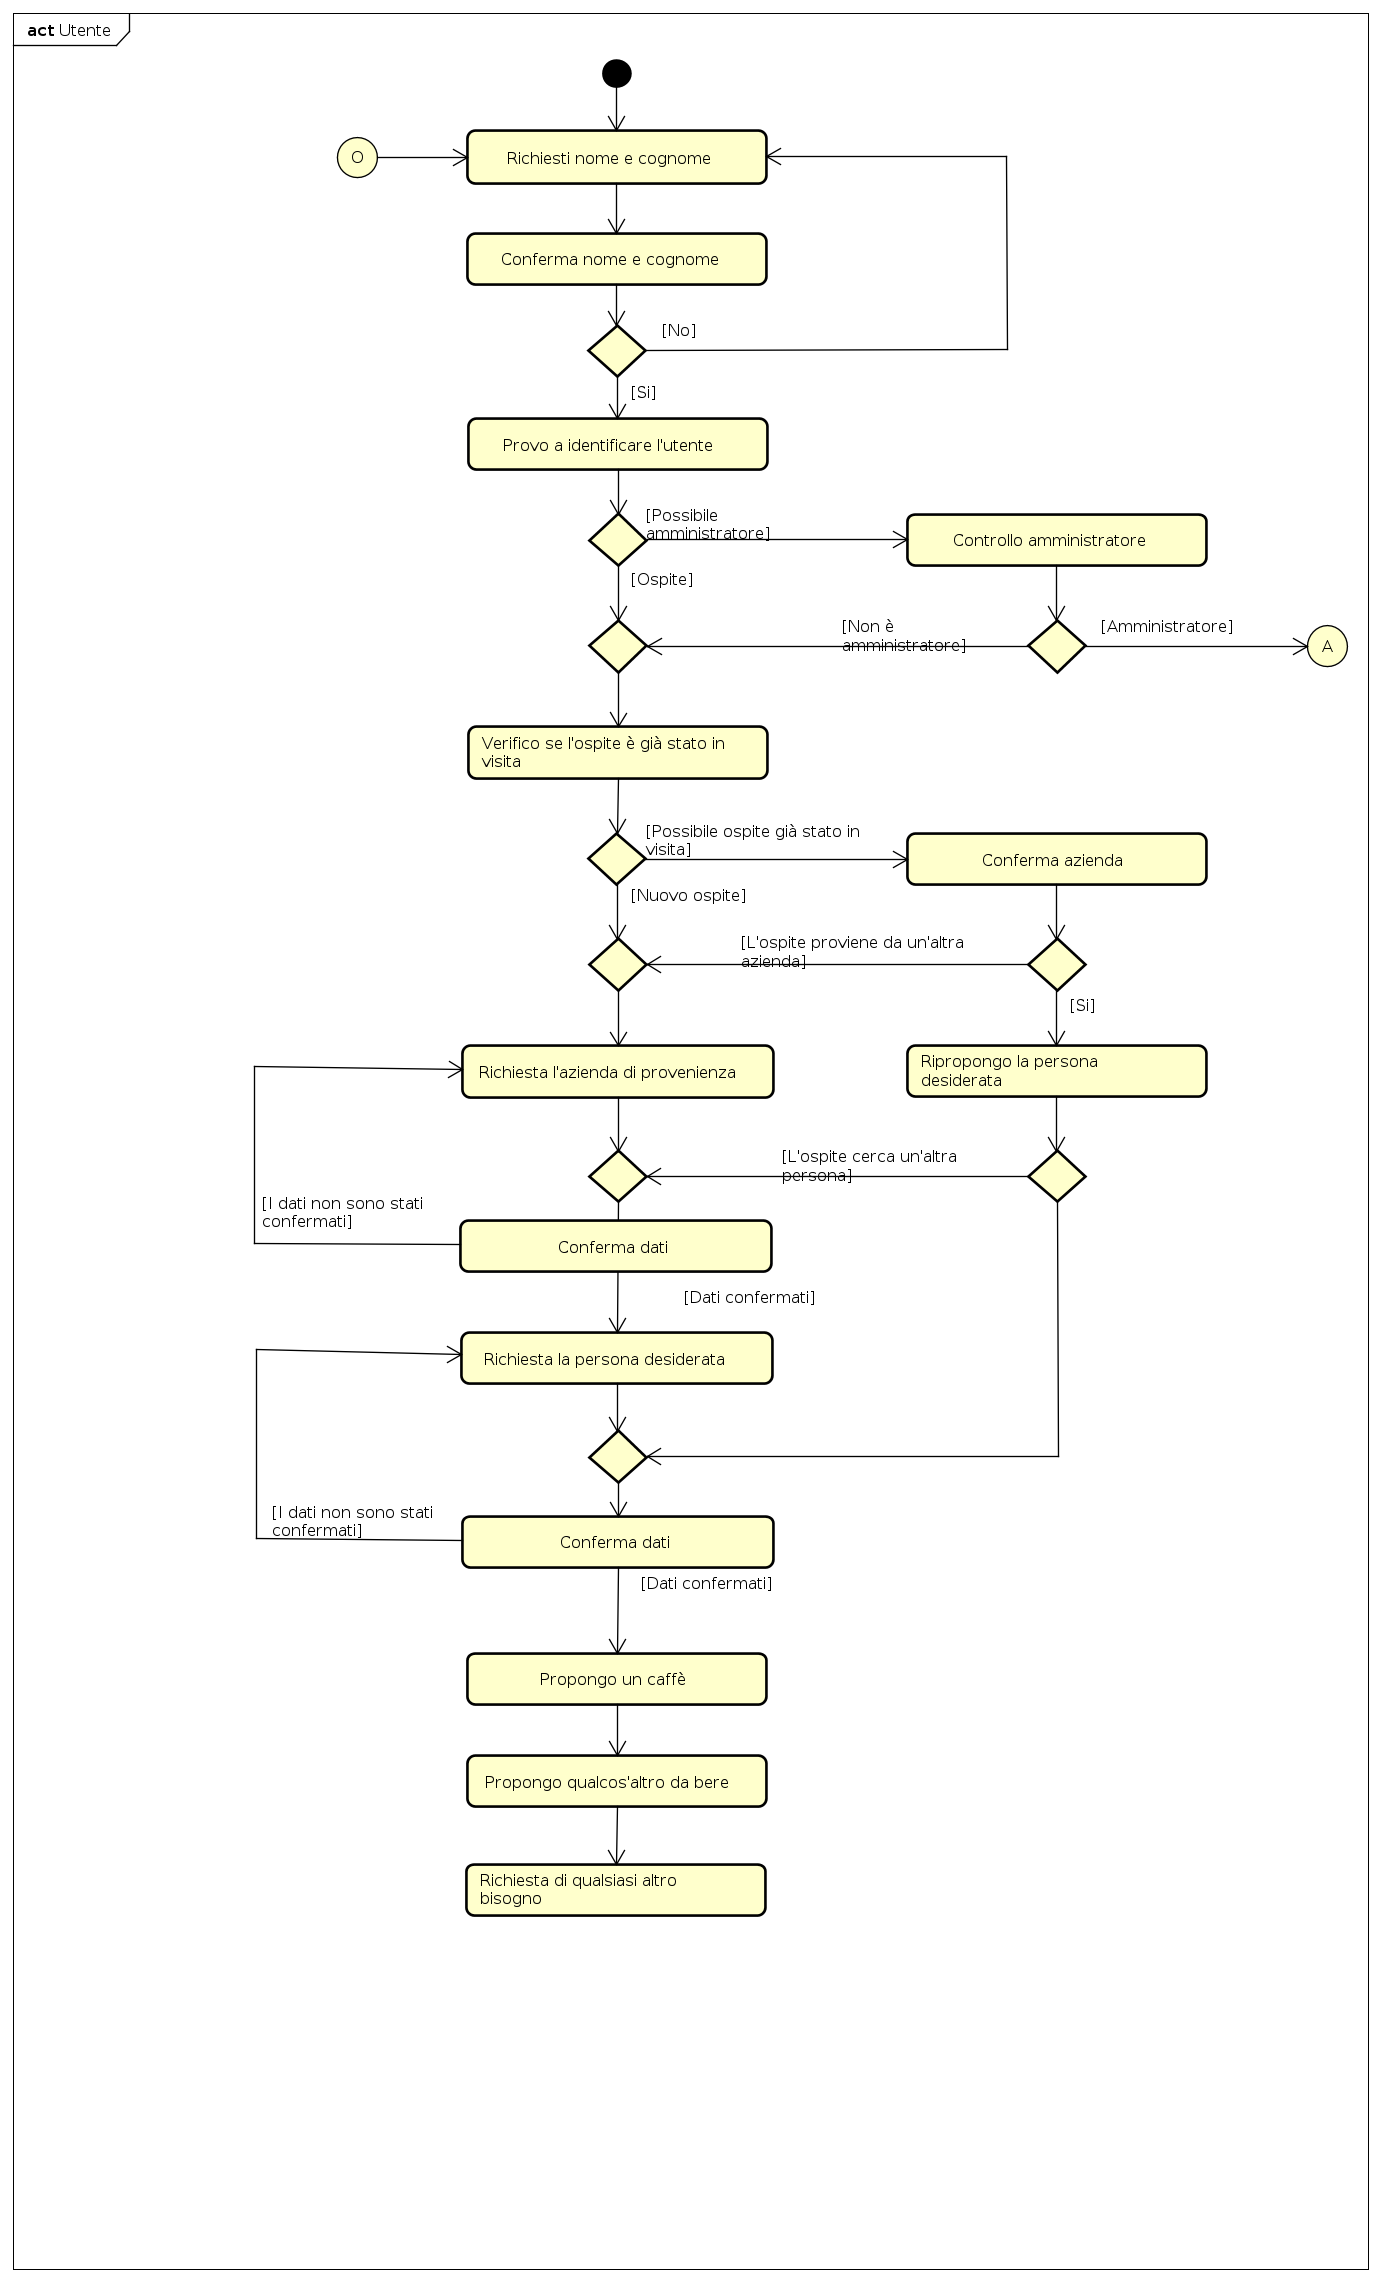 act Utente
O
Richiesti nome e cognome
Conferma nome e cognome
[No]
[Si]
Provo a identificare l'utente
[Possibile
amministratore]
Controllo amministratore
[Ospite]
[Non è
amministratore]
[Amministratore]
A
Verifico se l'ospite è già stato in
visita
[Possibile ospite già stato in
visita]
Conferma azienda
[Nuovo ospite]
[L'ospite proviene da un'altra
azienda]
[Si]
Richiesta l'azienda di provenienza
Ripropongo la persona
desiderata
[L'ospite cerca un'altra
persona]
[I dati non sono stati
confermati]
Conferma dati
[Dati confermati]
Richiesta la persona desiderata
[I dati non sono stati
confermati]
Conferma dati
[Dati confermati]
Propongo un caffè
Propongo qualcos'altro da bere
Richiesta di qualsiasi altro
bisogno